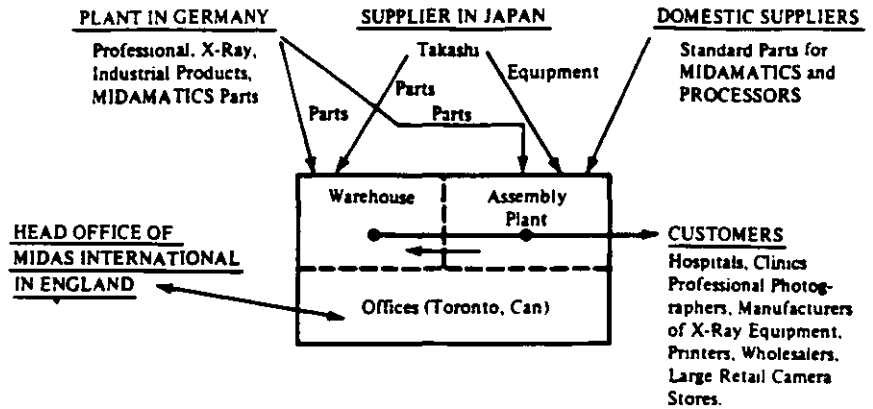 PLANT IN GERMANY
Professional, X-Ray,
Industrial Products,
MIDAMATICS Parts
SUPPLIER IN JAPAN
Takashi
DOMESTIC SUPPLIERS
Standard Parts for
MIDAMATICS and
PROCESSORS
Equipment
Parts
Parts
Parts
Warehouse
Assembly
Plant
HEAD OFFICE OF
MIDAS INTERNATIONAL
IN ENGLAND
Offices (Toronto, Can)
CUSTOMERS
Hospitals, Clinics
Professional Photog-
raphers, Manufacturers
of X-Ray Equipment,
Printers, Wholesalers,
Large Retail Camera
Stores.